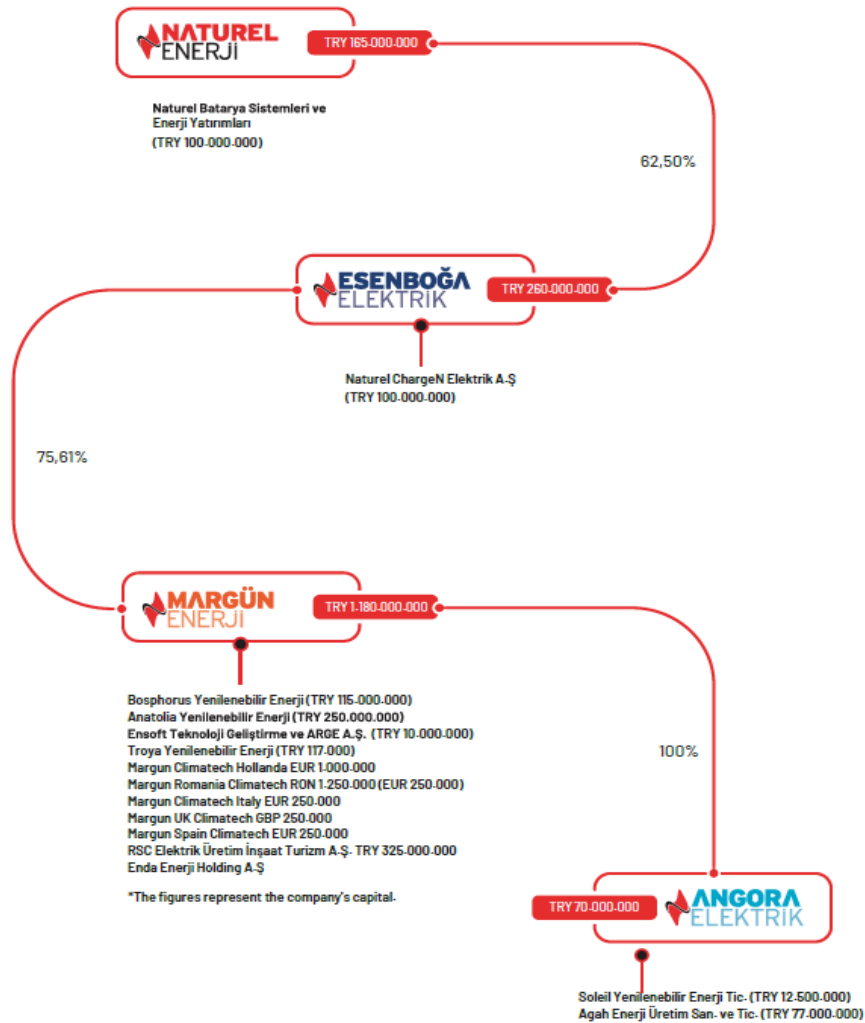 NATUREL
ENERJİ
TRY 165.000.000
Naturel Batarya Sistemleri ve
Enerji Yatırımları
(TRY 100.000.000)
62,50%
ESENBOĞA
ELEKTRİK
TRY 260.000.000
Naturel ChargeN Elektrik A.Ş
(TRY 100.000.000)
75,61%
MARGÜN
ENERJİ
TRY 1.180.000.000
Bosphorus Yenilenebilir Enerji (TRY 115.000.000)
Anatolia Yenilenebilir Enerji (TRY 250.000.000)
Ensoft Teknoloji Geliştirme ve ARGE A.Ş. (TRY 10.000.000)
Troya Yenilenebilir Enerji (TRY 117.000)
Margun Climatech Hollanda EUR 1.000.000
Margun Romania Climatech RON 1.250.000 (EUR 250.000)
Margun Climatech Italy EUR 250.000
Margun UK Climatech GBP 250.000
Margun Spain Climatech EUR 250.000
RSC Elektrik Üretim İnşaat Turizm A.Ş. TRY 325.000.000
Enda Enerji Holding A.Ş
*The figures represent the company's capital.
100%
TRY 70.000.000
ANGORA
ELEKTRİK
Soleil Yenilenebilir Enerji Tic. (TRY 12.500.000)
Agah Enerji Üretim San. ve Tic. (TRY 77.000.000)